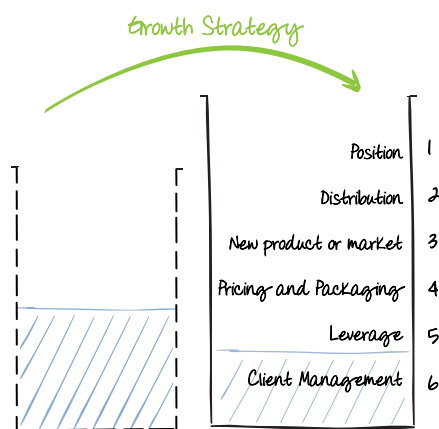 Growth Strategy
Position 1
Distribution 2
New product or market 3
Pricing and Packaging 4
Leverage 5
Client Management 6